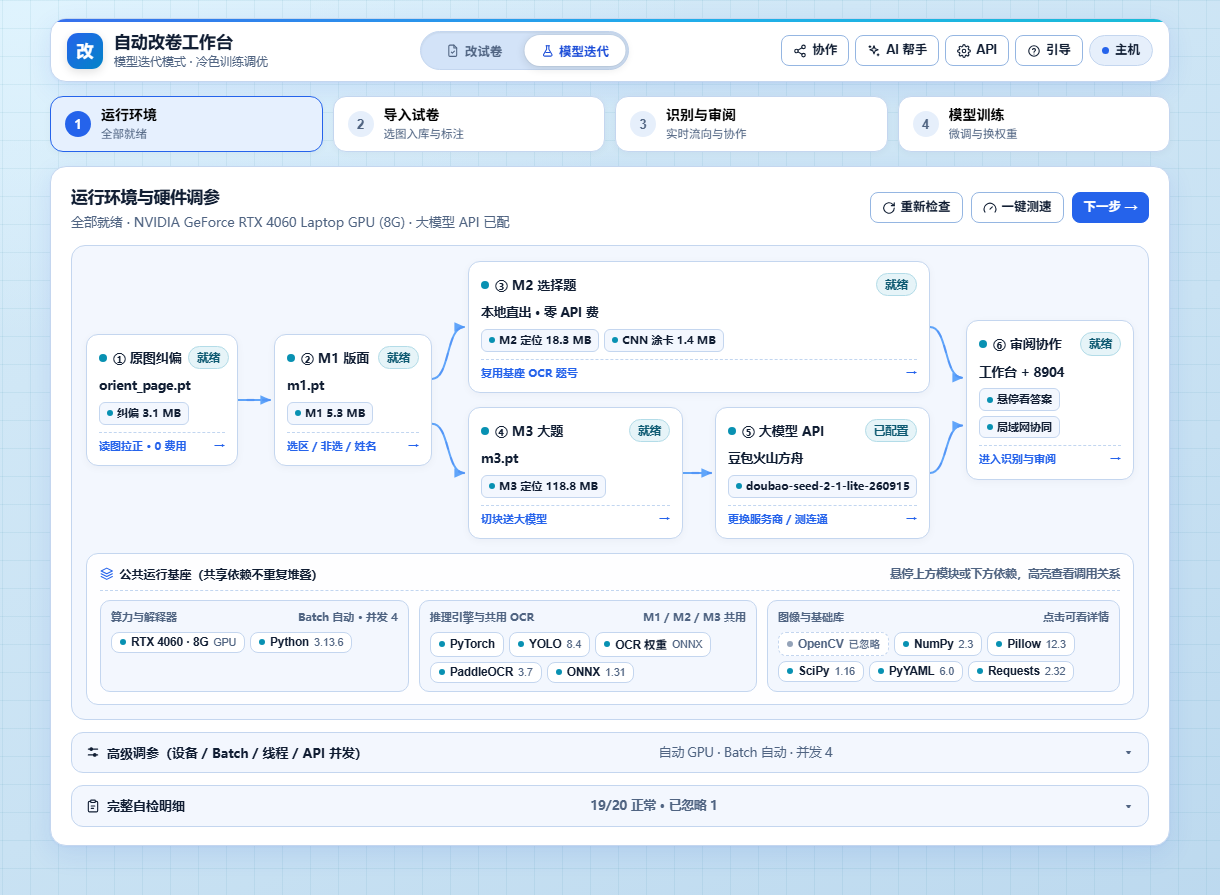 改
自动改卷工作台
模型迭代模式 · 冷色训练调优
改试卷
模型迭代
协作
AI 帮手
API
引导
主机
1
运行环境
全部就绪
2
导入试卷
选图入库与标注
3
识别与审阅
实时流向与协作
4
模型训练
微调与换权重
运行环境与硬件调参
全部就绪 · NVIDIA GeForce RTX 4060 Laptop GPU (8G) · 大模型 API 已配
重新检查
一键测速
下一步 →
① 原图纠偏
就绪
orient_page.pt
纠偏 3.1 MB
读图拉正 • 0 费用 →
② M1 版面
就绪
m1.pt
M1 5.3 MB
选区 / 非选 / 姓名 →
③ M2 选择题
就绪
本地直出 • 零 API 费
M2 定位 18.3 MB
CNN 涂卡 1.4 MB
复用基座 OCR 题号 →
④ M3 大题
就绪
m3.pt
M3 定位 118.8 MB
切块送大模型 →
⑤ 大模型 API
已配置
豆包火山方舟
doubao-seed-2-1-lite-260915
更换服务商 / 测连通 →
⑥ 审阅协作
就绪
工作台 + 8904
悬停看答案
局域网协同
进入识别与审阅 →
公共运行基座（共享依赖不重复堆叠）
悬停上方模块或下方依赖，高亮查看调用关系
算力与解释器
Batch 自动 • 并发 4
RTX 4060 · 8G GPU
Python 3.13.6
推理引擎与共用 OCR
M1 / M2 / M3 共用
PyTorch
YOLO 8.4
OCR 权重 ONNX
PaddleOCR 3.7
ONNX 1.31
图像与基础库
点击可看详情
OpenCV 已忽略
NumPy 2.3
Pillow 12.3
SciPy 1.16
PyYAML 6.0
Requests 2.32
高级调参（设备 / Batch / 线程 / API 并发）
自动 GPU · Batch 自动 · 并发 4
完整自检明细
19/20 正常 • 已忽略 1